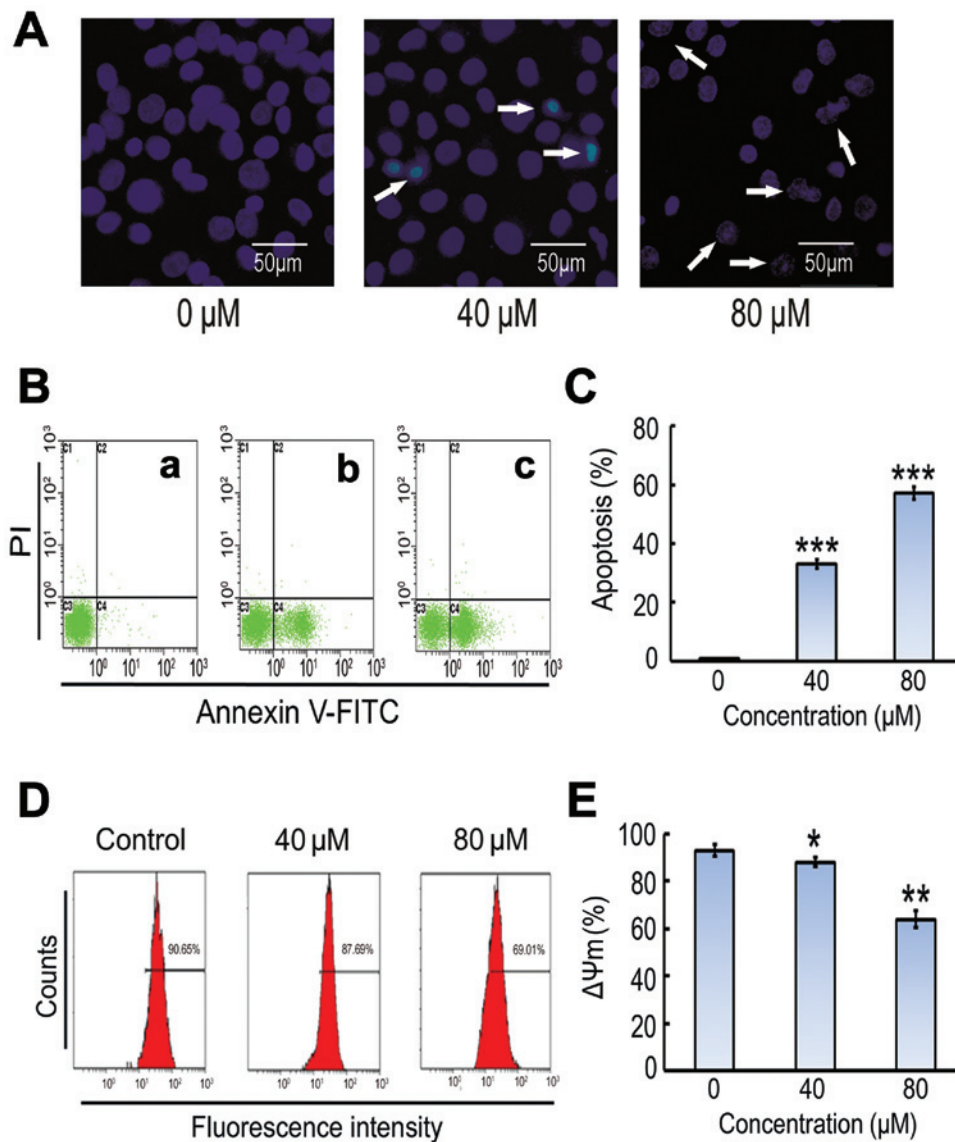 A
50µm
50µm
50µm
0 µM
40 µM
80 µM
B
PI
10³
10²
10¹
10⁰
C1
C2
C3
C4
a
10⁰ 10¹ 10² 10³
10³
10²
10¹
10⁰
C1
C2
C3
C4
b
10⁰ 10¹ 10² 10³
10³
10²
10¹
10⁰
C1
C2
C3
C4
c
10⁰ 10¹ 10² 10³
Annexin V-FITC
C
Apoptosis (%)
80
60
40
20
0
***
***
0
40
80
Concentration (µM)
D
Control
40 µM
80 µM
Counts
90.65%
87.69%
69.01%
10⁰ 10¹ 10² 10³
10⁰ 10¹ 10² 10³
10⁰ 10¹ 10² 10³
Fluorescence intensity
E
ΔΨm (%)
100
80
60
40
20
0
*
**
0
40
80
Concentration (µM)